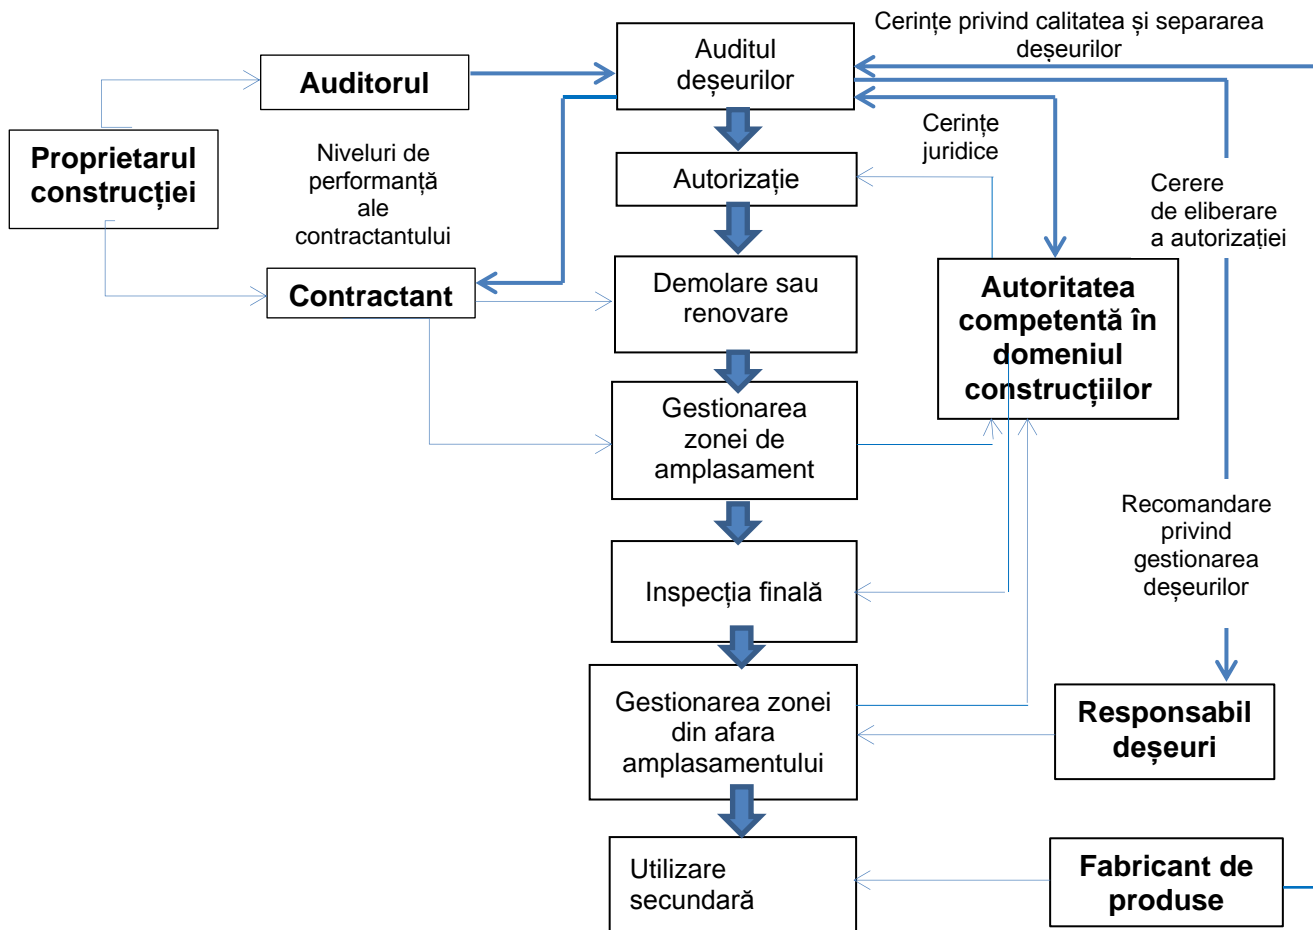 Cerințe privind calitatea și separarea
deșeurilor
Auditul
deșeurilor
Auditorul
Proprietarul
construcției
Niveluri de
performanță
ale
contractantului
Cerințe
juridice
Autorizație
Cerere
de eliberare
a autorizației
Contractant
Demolare sau
renovare
Autoritatea
competentă în
domeniul
construcțiilor
Gestionarea
zonei de
amplasament
Recomandare
privind
gestionarea
deșeurilor
Inspecția finală
Gestionarea zonei
din afara
amplasamentului
Responsabil
deșeuri
Utilizare
secundară
Fabricant de
produse